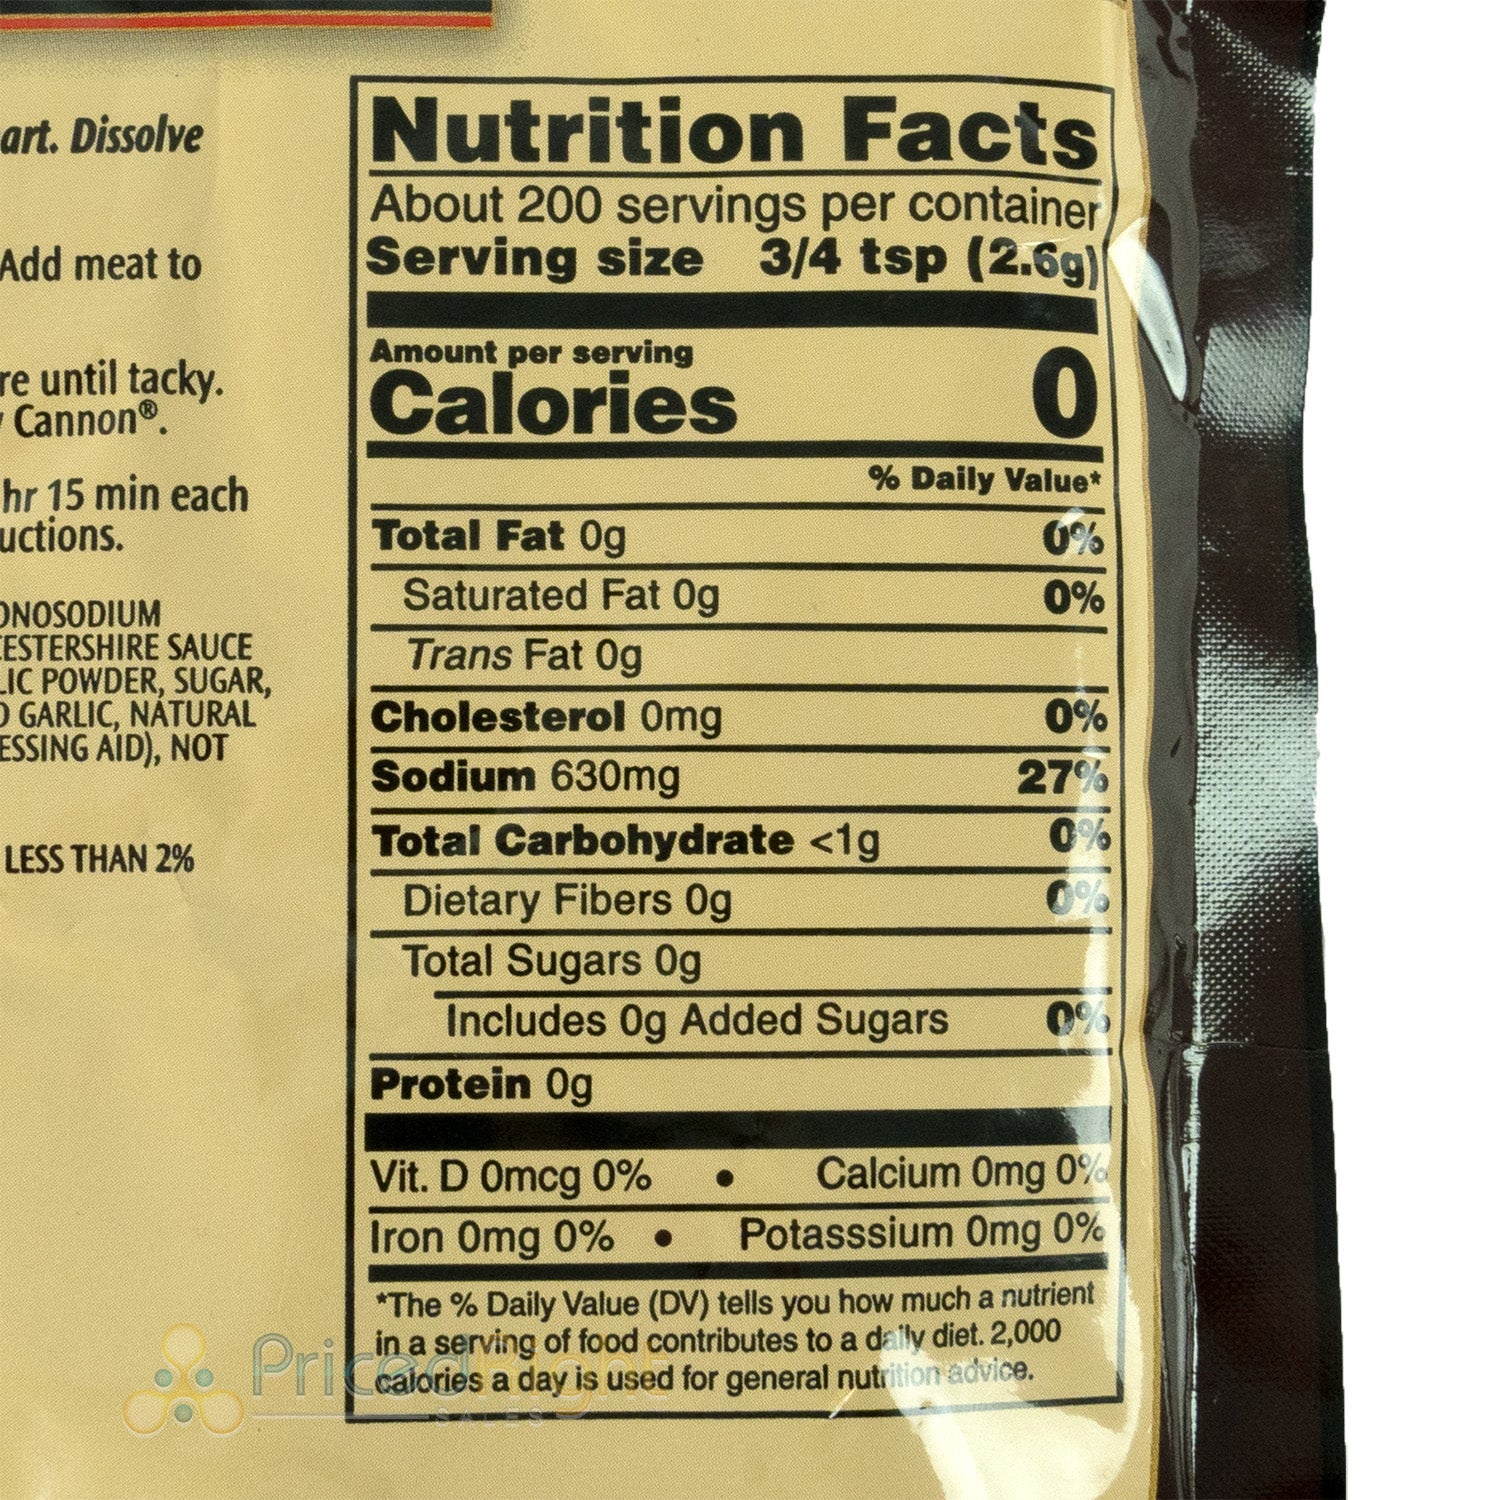 art. Dissolve
Add meat to
re until tacky.
Cannon®.
hr 15 min each
uctions.
ONOSODIUM
CESTERSHIRE SAUCE
LIC POWDER, SUGAR,
D GARLIC, NATURAL
ESSING AID), NOT
LESS THAN 2%
Nutrition Facts
About 200 servings per container
Serving size 3/4 tsp (2.6g)
Amount per serving
Calories 0
% Daily Value*
Total Fat 0g 0%
Saturated Fat 0g 0%
Trans Fat 0g
Cholesterol 0mg 0%
Sodium 630mg 27%
Total Carbohydrate <1g 0%
Dietary Fibers 0g 0%
Total Sugars 0g
Includes 0g Added Sugars 0%
Protein 0g
Vit. D 0mcg 0% • Calcium 0mg 0%
Iron 0mg 0% • Potasssium 0mg 0%
*The % Daily Value (DV) tells you how much a nutrient
in a serving of food contributes to a daily diet. 2,000
calories a day is used for general nutrition advice.
PricedRight
SALES